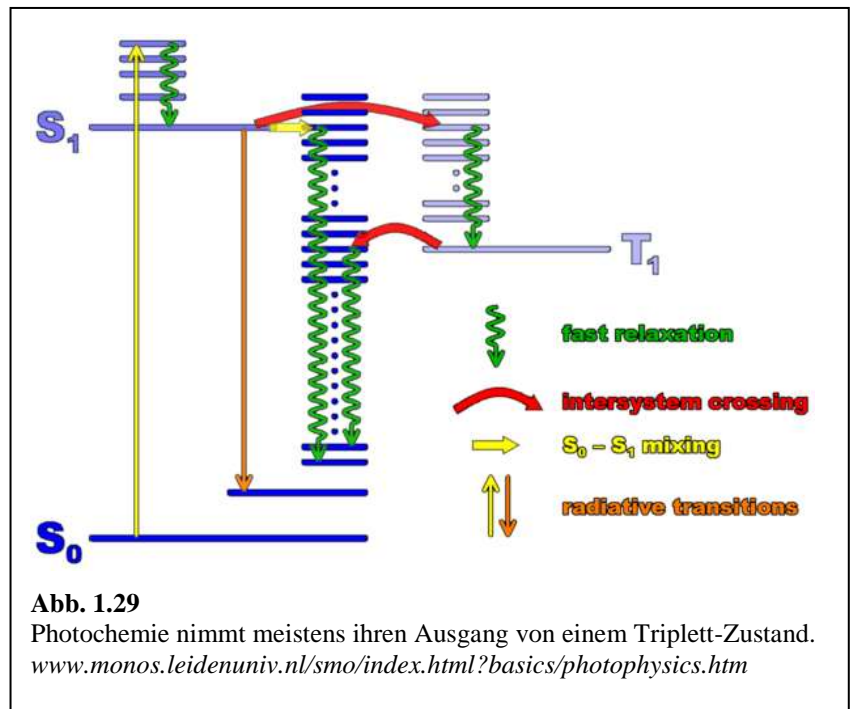 S₁
T₁
fast relaxation
intersystem crossing
S₀ – S₁ mixing
radiative transitions
S₀
Abb. 1.29
Photochemie nimmt meistens ihren Ausgang von einem Triplett-Zustand.
www.monos.leidenuniv.nl/smo/index.html?basics/photophysics.htm